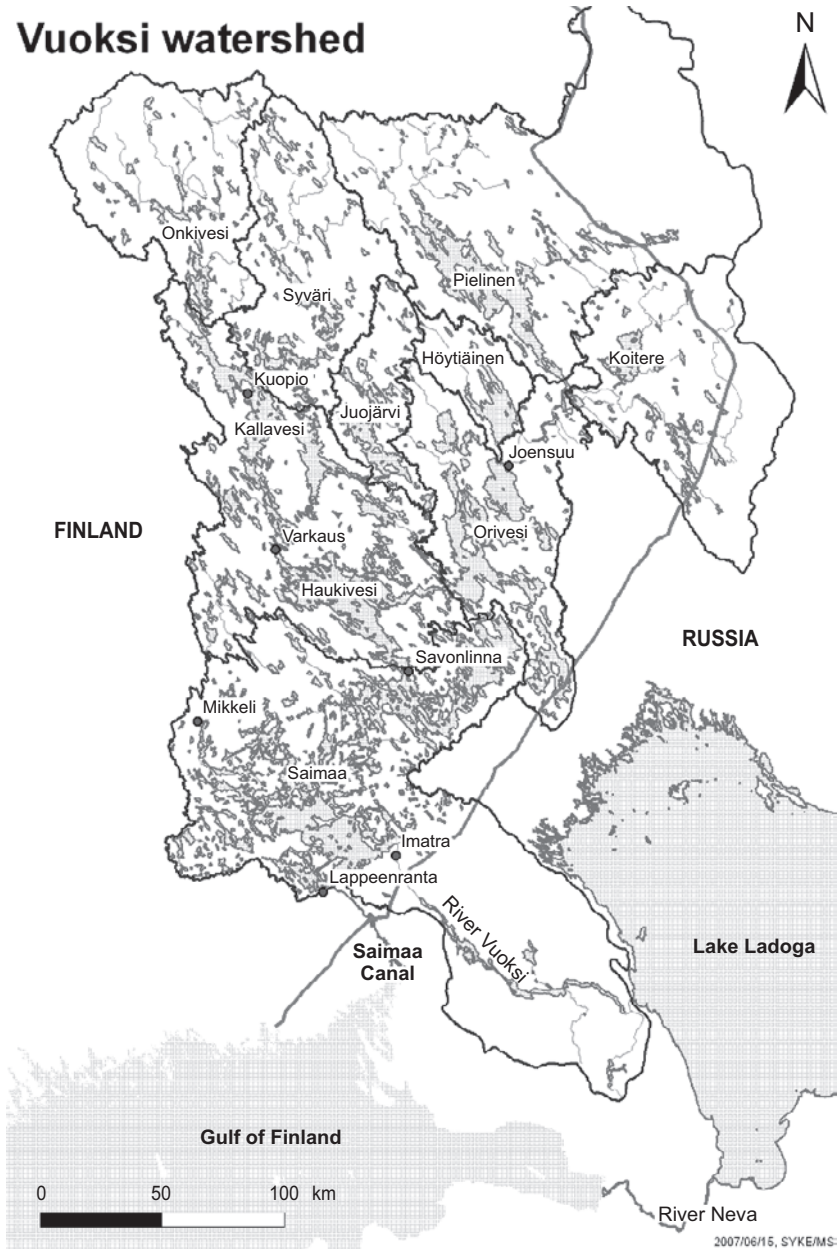 Vuoksi watershed
N
Onkivesi
Syväri
Pielinen
Höytiäinen
Koitere
Kuopio
Juojärvi
Kallavesi
Joensuu
FINLAND
Varkaus
Orivesi
Haukivesi
RUSSIA
Savonlinna
Mikkeli
Saimaa
Imatra
Lappeenranta
River Vuoksi
Saimaa
Canal
Lake Ladoga
Gulf of Finland
0 50 100 km
River Neva
2007/06/15, SYKE/MS